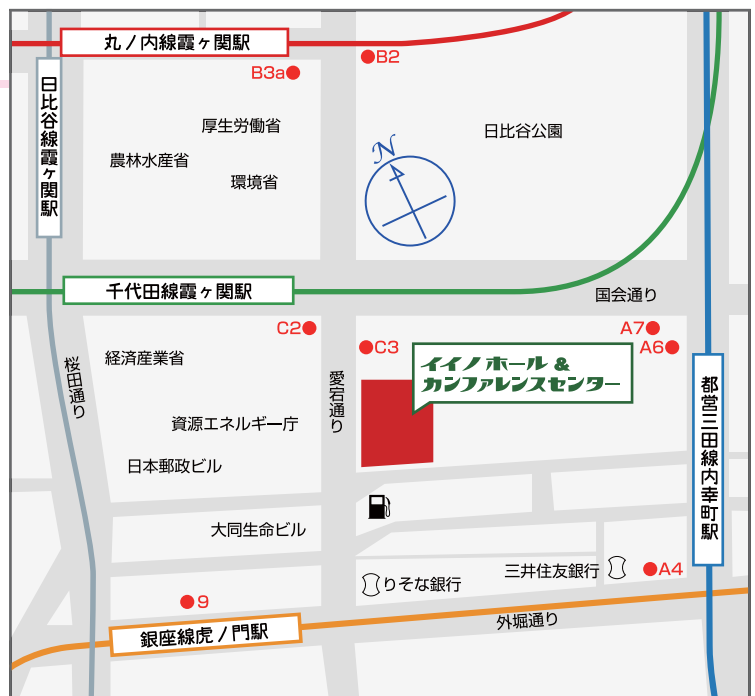 丸ノ内線霞ヶ関駅
B2
B3a
日比谷線霞ヶ関駅
厚生労働省
日比谷公園
農林水産省
環境省
N
千代田線霞ヶ関駅
国会通り
C2
A7
C3
A6
経済産業省
桜田通り
愛宕通り
イイノ ホール &
カンファレンスセンター
都営三田線内幸町駅
資源エネルギー庁
日本郵政ビル
大同生命ビル
三井住友銀行
A4
りそな銀行
9
外堀通り
銀座線虎ノ門駅